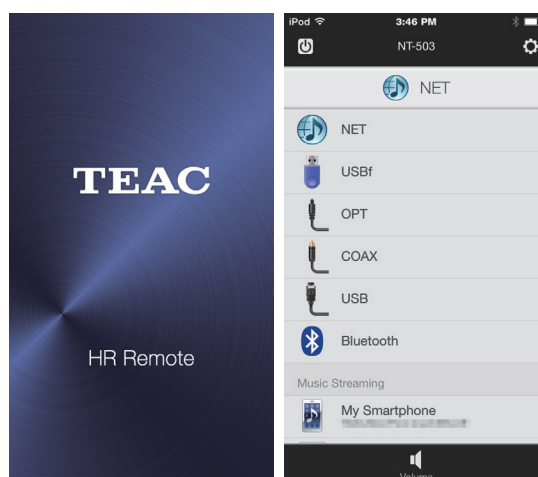 TEAC
HR Remote
iPod 3:46 PM
NT-503
NET
NET
USBf
OPT
COAX
USB
Bluetooth
Music Streaming
My Smartphone
Volume